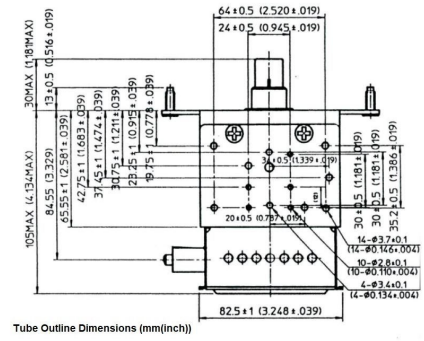 64±0.5 (2.520±.019)
24±0.5 (0.945±.019)
30MAX (1.181MAX)
13±0.5 (0.516±.019)
105MAX (4.134MAX)
84.55 (3.329)
65.55±1 (2.581±.039)
42.75±1 (1.683±.039)
37.45±1 (1.474±.039)
30.75±1 (1.211±.039)
23.25±1 (0.915±.039)
19.75±1 (0.778±.039)
34±0.5 (1.339±.019)
20±0.5 (0.787±.019)
30±0.5 (1.181±.019)
30±0.5 (1.181±.019)
35.2±0.5 (1.386±.019)
14-Ø3.7±0.1
(14-Ø0.146±.004)
10-Ø2.8±0.1
(10-Ø0.110±.004)
4-Ø3.4±0.1
(4-Ø0.134±.004)
82.5±1 (3.248±.039)
Tube Outline Dimensions (mm(inch))